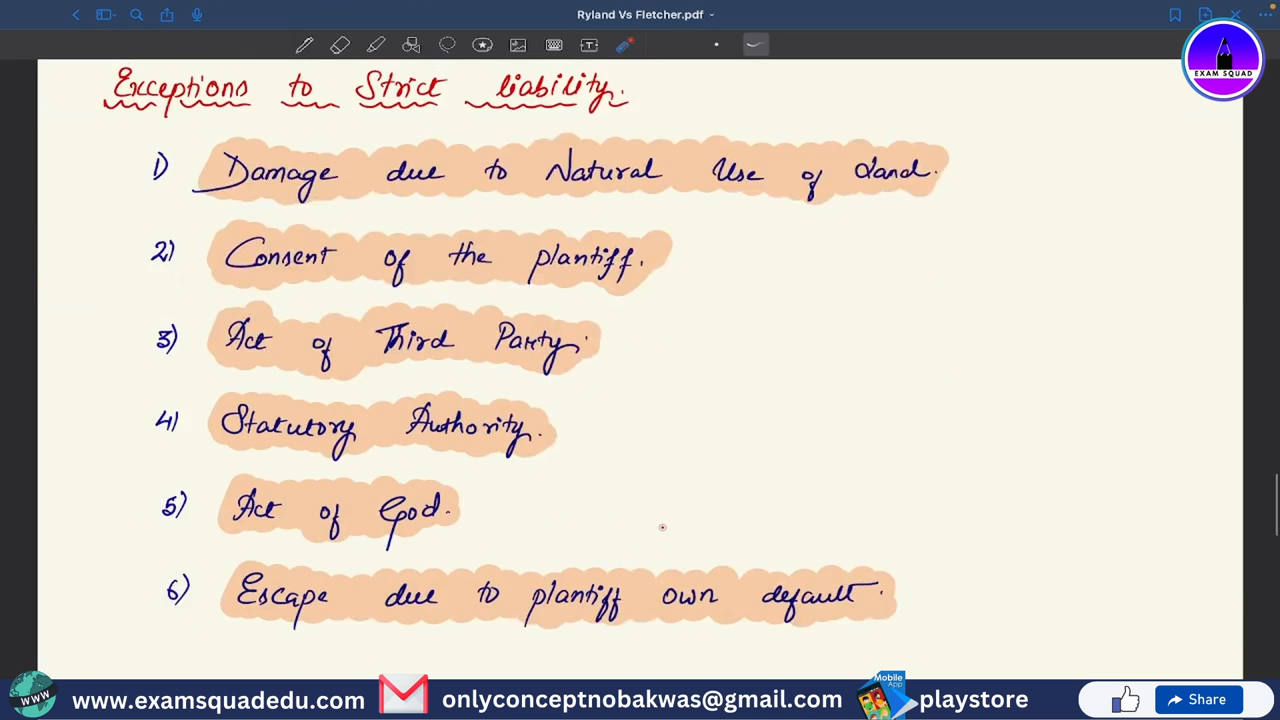 Ryland Vs Fletcher.pdf
EXAM SQUAD
Exceptions to Strict liability.
1) Damage due to Natural Use of Land.
2) Consent of the plantiff.
3) Act of Third Party.
4) Statutory Authority.
5) Act of God.
6) Escape due to plantiff own default.
WWW www.examsquadedu.com onlyconceptnobakwas@gmail.com Mobile App playstore Share